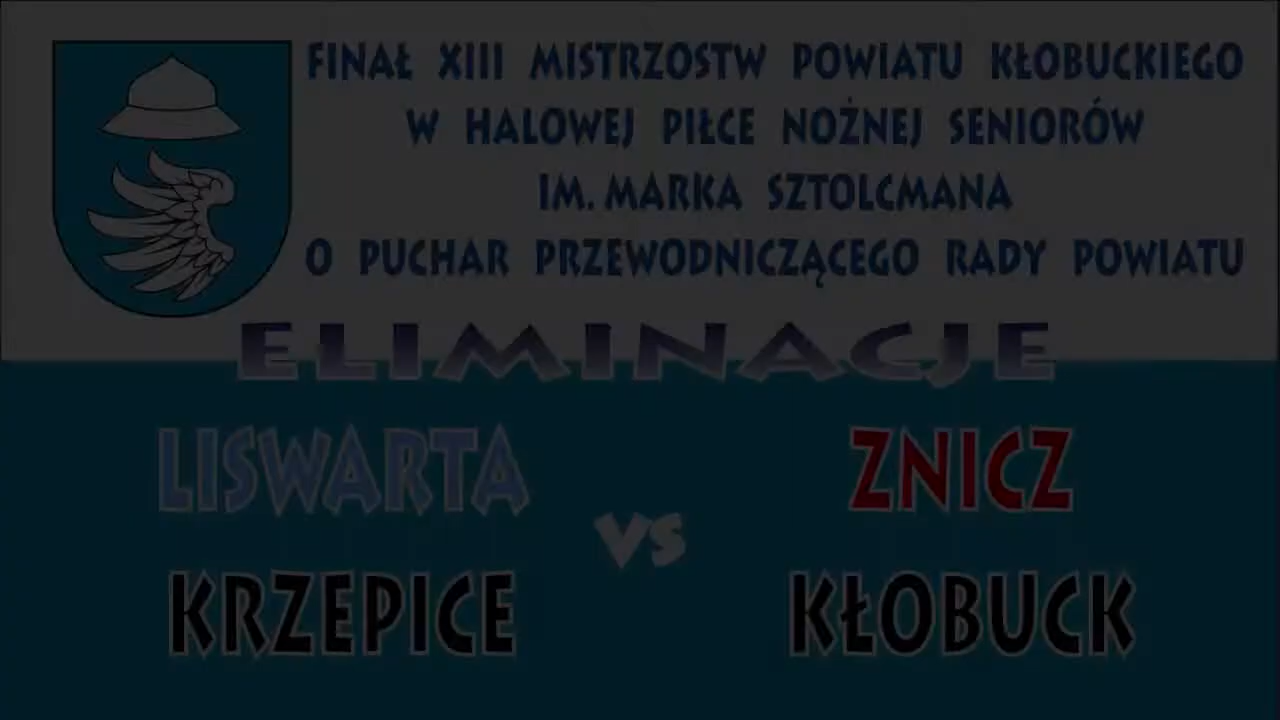 FINAŁ XIII MISTRZOSTW POWIATU KŁOBUCKIEGO
W HALOWEJ PIŁCE NOŻNEJ SENIORÓW
IM. MARKA SZTOLCMANA
O PUCHAR PRZEWODNICZĄCEGO RADY POWIATU
ELIMINACJE
LISWARTA
KRZEPICE
vs
ZNICZ
KŁOBUCK